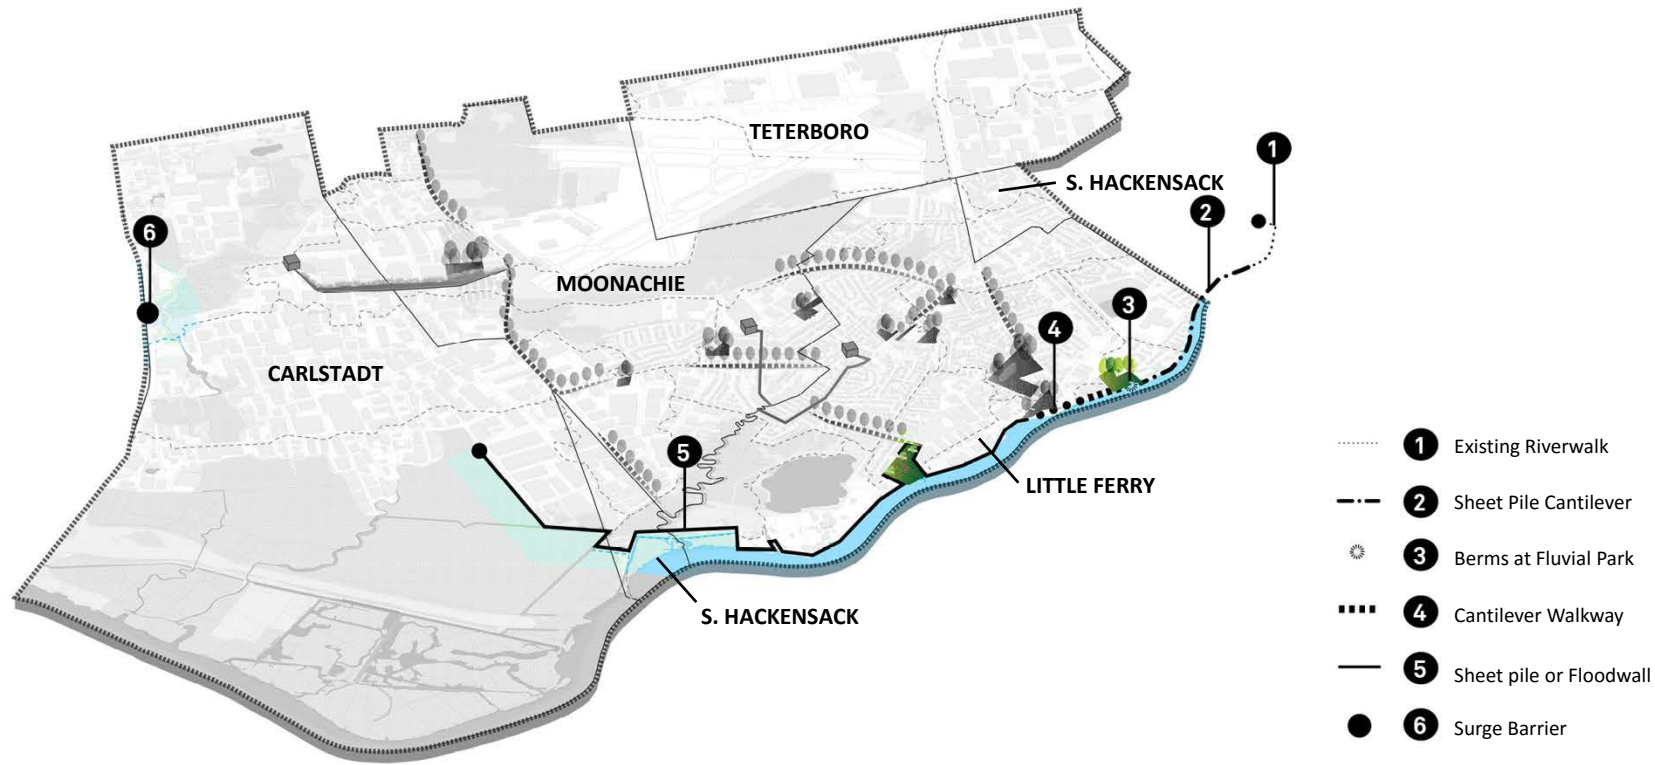 TETERBORO
1
S. HACKENSACK
2
6
MOONACHIE
3
4
CARLSTADT
5
LITTLE FERRY
S. HACKENSACK
1 Existing Riverwalk
2 Sheet Pile Cantilever
3 Berms at Fluvial Park
4 Cantilever Walkway
5 Sheet pile or Floodwall
6 Surge Barrier